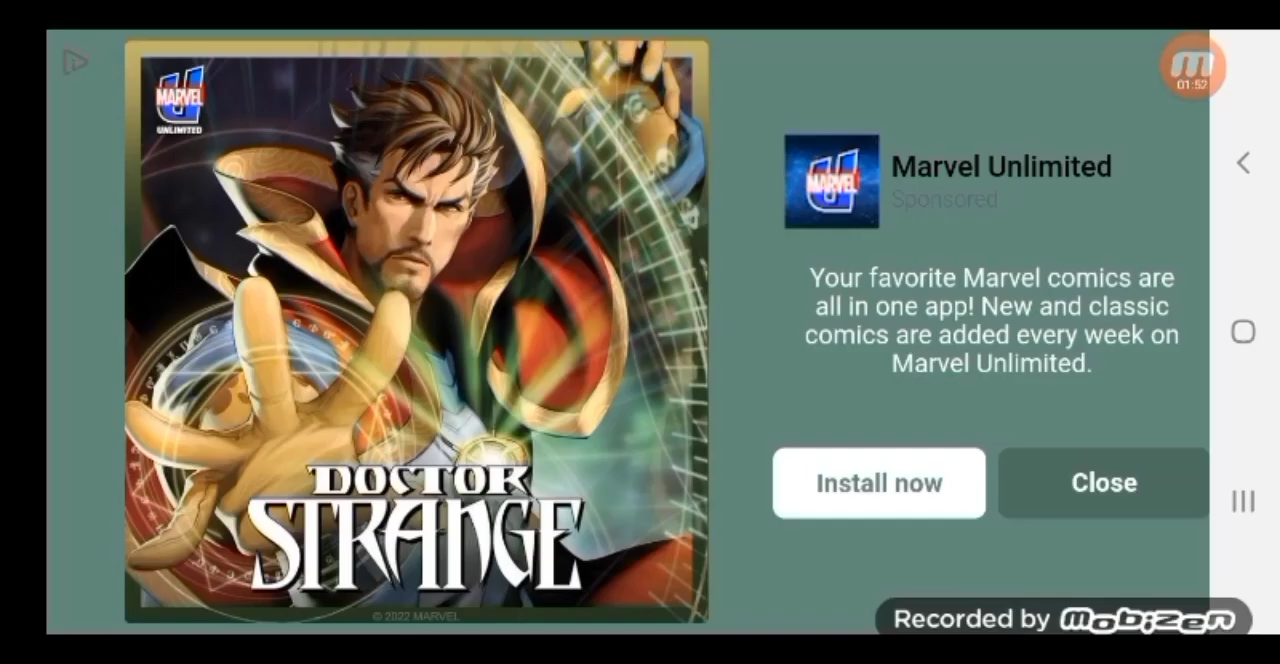 MARVEL
UNLIMITED
01:52
MARVEL
Marvel Unlimited
Sponsored
Your favorite Marvel comics are
all in one app! New and classic
comics are added every week on
Marvel Unlimited.
Install now
Close
DOCTOR
STRANGE
© 2022 MARVEL
Recorded by mobizen